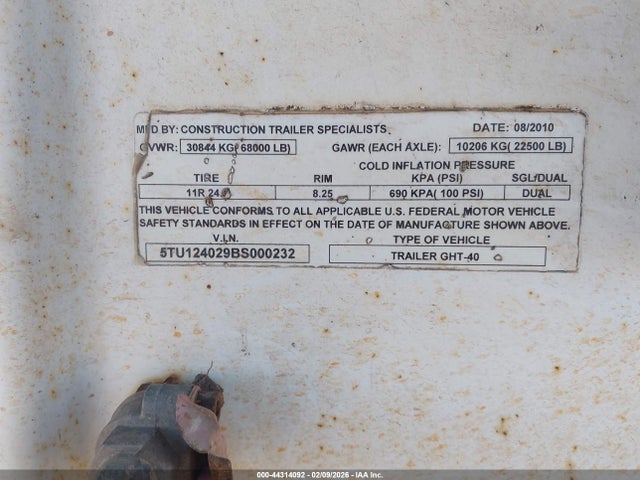 MFD BY: CONSTRUCTION TRAILER SPECIALISTS DATE: 08/2010
GVWR: 30844 KG( 68000 LB) GAWR (EACH AXLE): 10206 KG( 22500 LB)
COLD INFLATION PRESSURE
TIRE RIM KPA (PSI) SGL/DUAL
11R 24.5 8.25 690 KPA( 100 PSI) DUAL
THIS VEHICLE CONFORMS TO ALL APPLICABLE U.S. FEDERAL MOTOR VEHICLE
SAFETY STANDARDS IN EFFECT ON THE DATE OF MANUFACTURE SHOWN ABOVE.
V.I.N. TYPE OF VEHICLE
5TU124029BS000232 TRAILER GHT-40
000-44314092 - 02/09/2026 - IAA Inc.